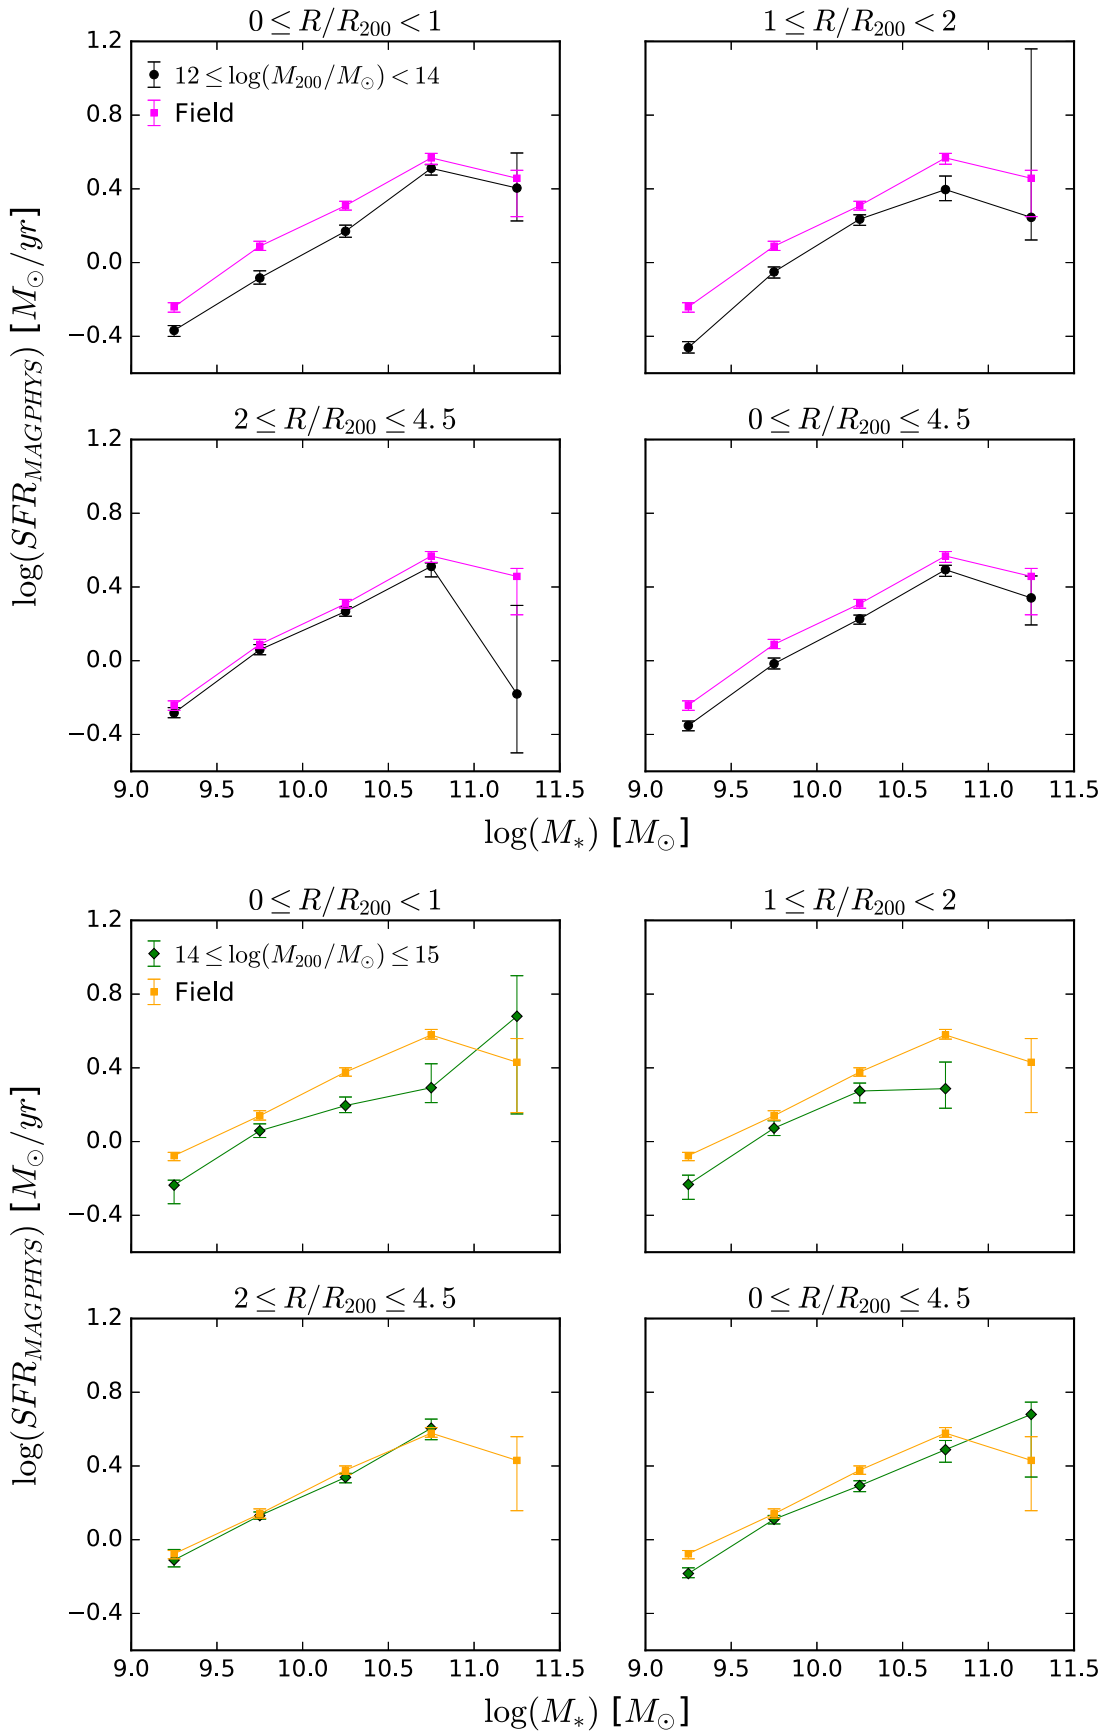 0 ≤ R/R₂₀₀ < 1
1 ≤ R/R₂₀₀ < 2
1.2
0.8
0.4
0.0
−0.4
12 ≤ log(M₂₀₀/M⊙) < 14
Field
2 ≤ R/R₂₀₀ ≤ 4.5
0 ≤ R/R₂₀₀ ≤ 4.5
1.2
0.8
0.4
0.0
−0.4
log(SFR_MAGPHYS) [M⊙/yr]
9.0 9.5 10.0 10.5 11.0 11.5
9.0 9.5 10.0 10.5 11.0 11.5
log(M∗) [M⊙]
0 ≤ R/R₂₀₀ < 1
1 ≤ R/R₂₀₀ < 2
1.2
0.8
0.4
0.0
−0.4
14 ≤ log(M₂₀₀/M⊙) ≤ 15
Field
2 ≤ R/R₂₀₀ ≤ 4.5
0 ≤ R/R₂₀₀ ≤ 4.5
1.2
0.8
0.4
0.0
−0.4
log(SFR_MAGPHYS) [M⊙/yr]
9.0 9.5 10.0 10.5 11.0 11.5
9.0 9.5 10.0 10.5 11.0 11.5
log(M∗) [M⊙]